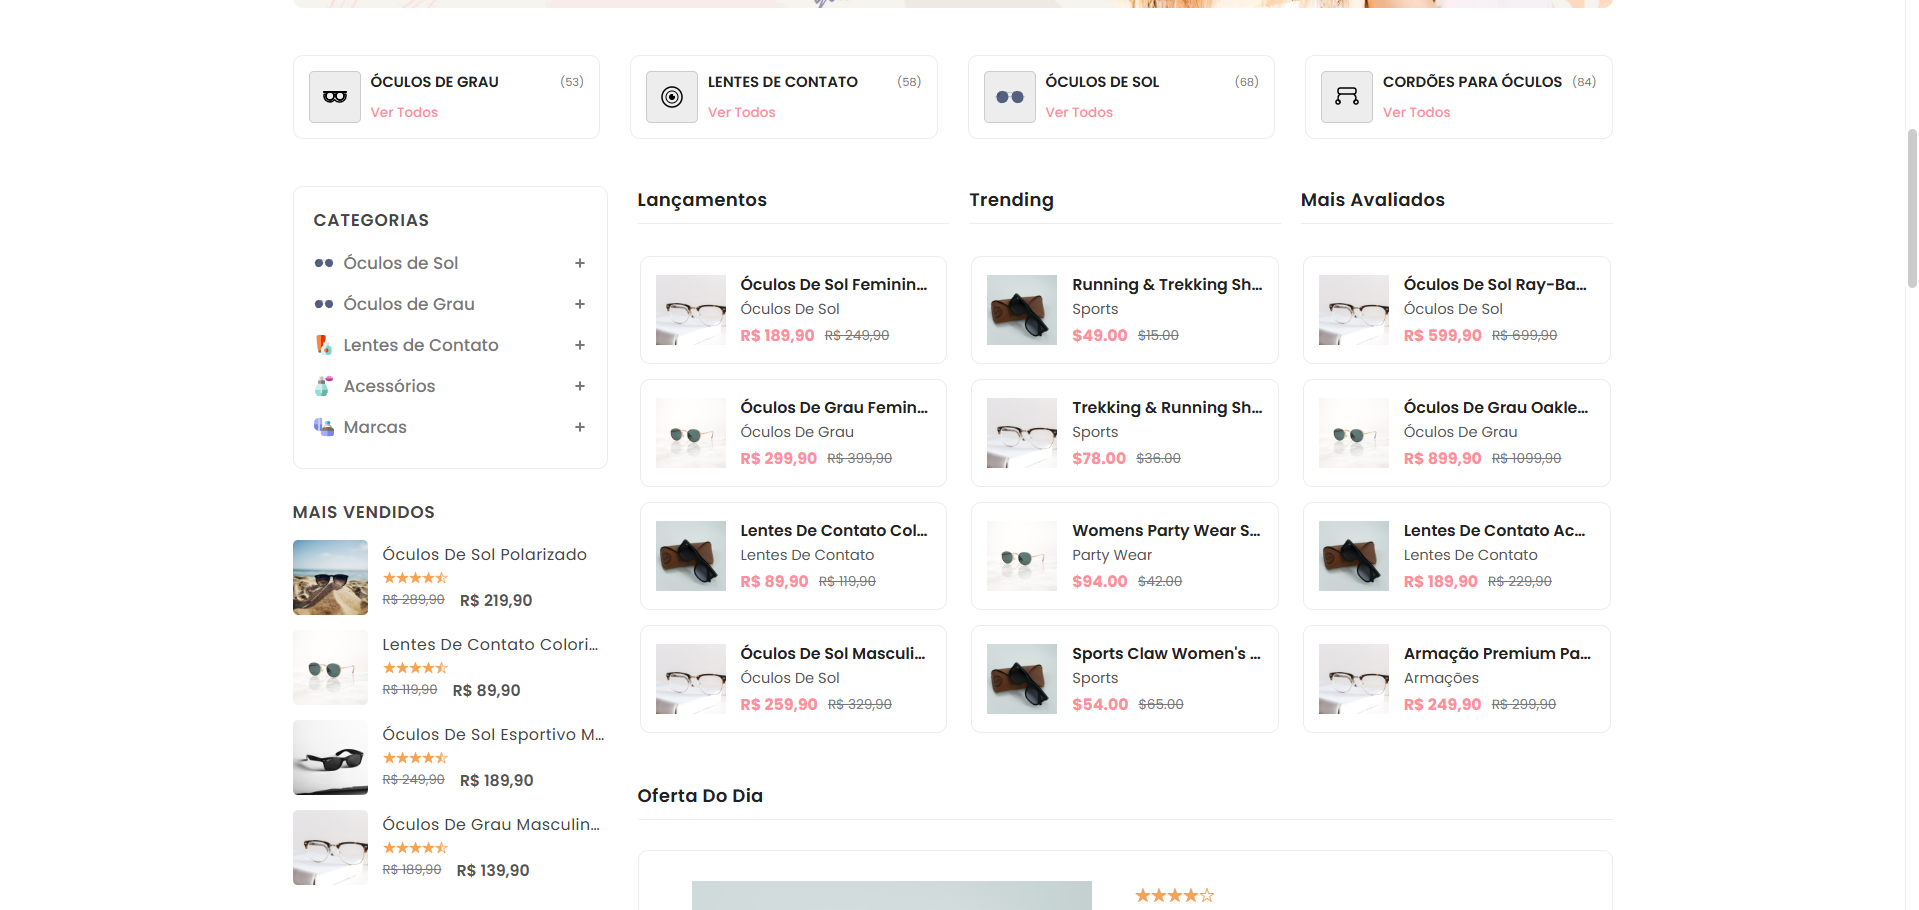 ÓCULOS DE GRAU (53)
Ver Todos
LENTES DE CONTATO (58)
Ver Todos
ÓCULOS DE SOL (68)
Ver Todos
CORDÕES PARA ÓCULOS (84)
Ver Todos
CATEGORIAS
Óculos de Sol +
Óculos de Grau +
Lentes de Contato +
Acessórios +
Marcas +
MAIS VENDIDOS
Óculos De Sol Polarizado
R$ 289,90 R$ 219,90
Lentes De Contato Colori...
R$ 119,90 R$ 89,90
Óculos De Sol Esportivo M...
R$ 249,90 R$ 189,90
Óculos De Grau Masculin...
R$ 189,90 R$ 139,90
Lançamentos
Óculos De Sol Feminin...
Óculos De Sol
R$ 189,90 R$ 249,90
Óculos De Grau Femin...
Óculos De Grau
R$ 299,90 R$ 399,90
Lentes De Contato Col...
Lentes De Contato
R$ 89,90 R$ 119,90
Óculos De Sol Masculi...
Óculos De Sol
R$ 259,90 R$ 329,90
Trending
Running & Trekking Sh...
Sports
$49.00 $15.00
Trekking & Running Sh...
Sports
$78.00 $36.00
Womens Party Wear S...
Party Wear
$94.00 $42.00
Sports Claw Women's ...
Sports
$54.00 $65.00
Mais Avaliados
Óculos De Sol Ray-Ba...
Óculos De Sol
R$ 599,90 R$ 699,90
Óculos De Grau Oakle...
Óculos De Grau
R$ 899,90 R$ 1099,90
Lentes De Contato Ac...
Lentes De Contato
R$ 189,90 R$ 229,90
Armação Premium Pa...
Armações
R$ 249,90 R$ 299,90
Oferta Do Dia